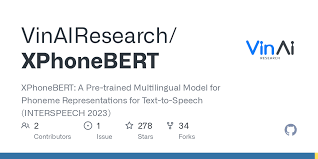 VinAIResearch/
XPhoneBERT
VinAi
RESEARCH
XPhoneBERT: A Pre-trained Multilingual Model for
Phoneme Representations for Text-to-Speech
(INTERSPEECH 2023)
2
Contributors
1
Issue
278
Stars
34
Forks